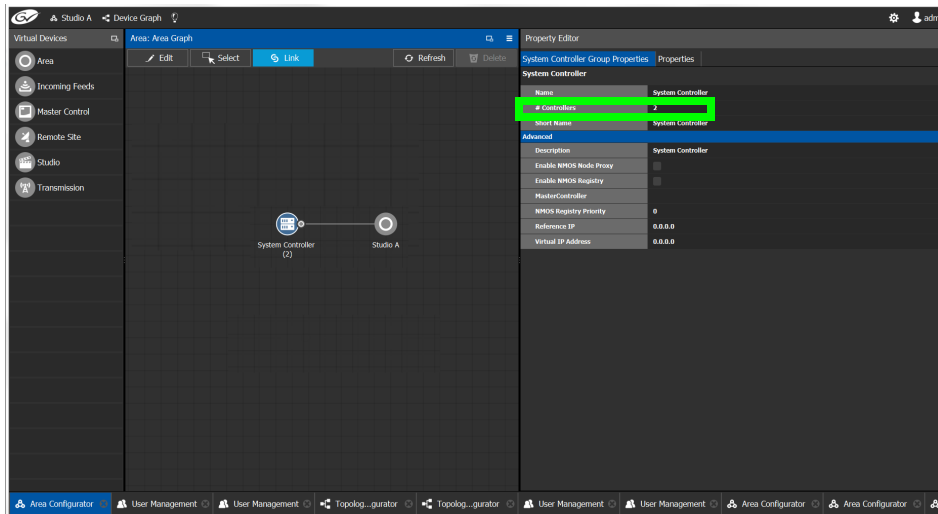 GV Studio A Device Graph adm
Virtual Devices
Area
Incoming Feeds
Master Control
Remote Site
Studio
Transmission
Area: Area Graph
Edit Select Link Refresh Delete
System Controller
(2)
Studio A
Property Editor
System Controller Group Properties Properties
System Controller
Name System Controller
# Controllers 2
Short Name System Controller
Advanced
Description System Controller
Enable NMOS Node Proxy
Enable NMOS Registry
MasterController
NMOS Registry Priority 0
Reference IP 0.0.0.0
Virtual IP Address 0.0.0.0
Area Configurator User Management User Management Topolog...gurator Topolog...gurator User Management User Management Area Configurator Area Configurator